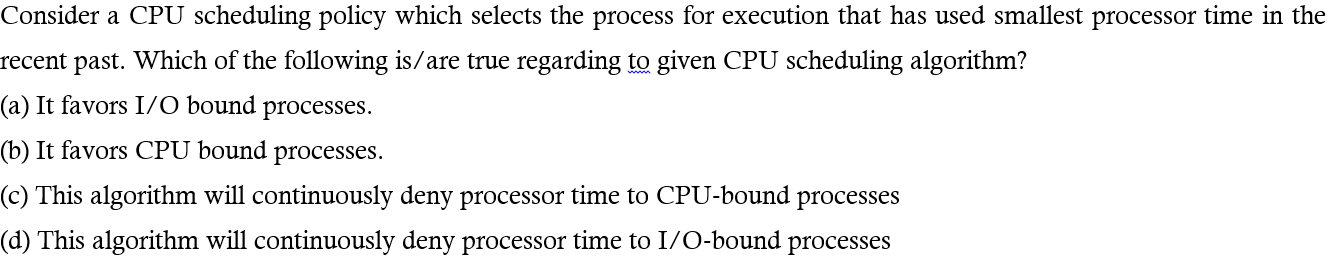 Consider a CPU scheduling policy which selects the process for execution that has used smallest processor time in the
recent past. Which of the following is/are true regarding to given CPU scheduling algorithm?
(a) It favors I/O bound processes.
(b) It favors CPU bound processes.
(c) This algorithm will continuously deny processor time to CPU-bound processes
(d) This algorithm will continuously deny processor time to I/O-bound processes